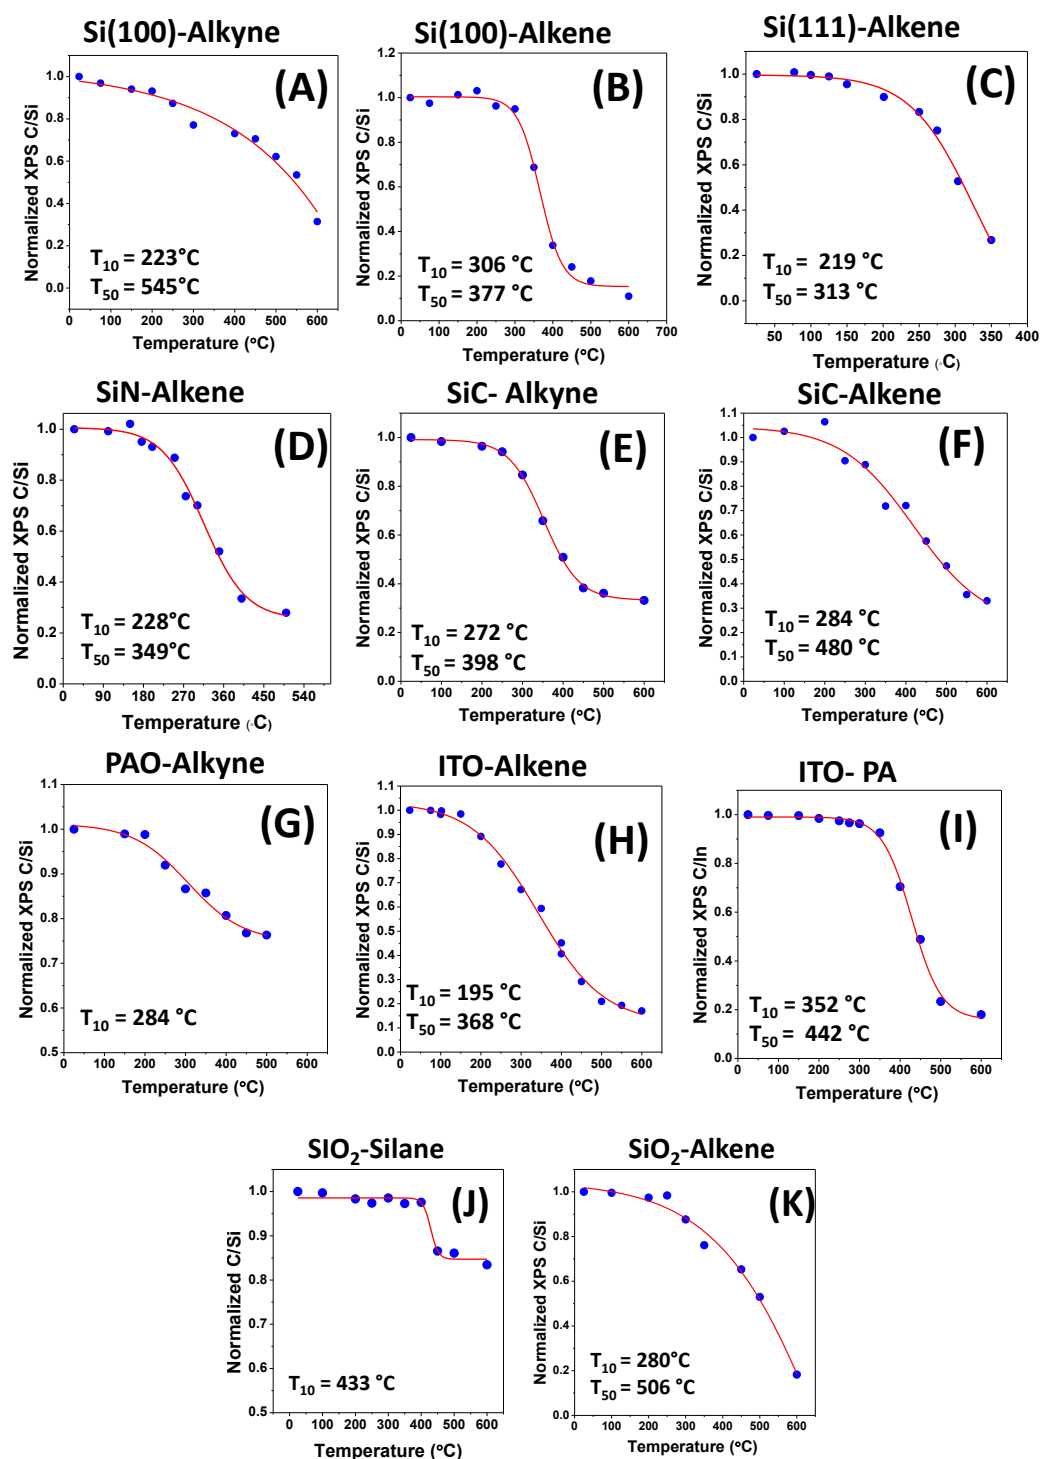 Si(100)-Alkyne
Si(100)-Alkene
Si(111)-Alkene
(A)
Normalized XPS C/Si
1.0
0.8
0.6
0.4
0.2
0.0
T10 = 223°C
T50 = 545°C
0 100 200 300 400 500 600
Temperature (°C)
(B)
Normalized XPS C/Si
1.2
1.0
0.8
0.6
0.4
0.2
0.0
T10 = 306 °C
T50 = 377 °C
0 100 200 300 400 500 600 700
Temperature (°C)
(C)
Normalized XPS C/Si
1.0
0.8
0.6
0.4
0.2
0.0
T10 = 219 °C
T50 = 313 °C
50 100 150 200 250 300 350 400
Temperature (◦C)
SiN-Alkene
SiC- Alkyne
SiC-Alkene
(D)
Normalized XPS C/Si
1.0
0.8
0.6
0.4
0.2
0.0
T10 = 228°C
T50 = 349°C
0 90 180 270 360 450 540
Temperature (◦C)
(E)
Normalized XPS C/Si
1.0
0.8
0.6
0.4
0.2
0.0
T10 = 272 °C
T50 = 398 °C
0 100 200 300 400 500 600
Temperature (°C)
(F)
Normalized XPS C/Si
1.1
1.0
0.9
0.8
0.7
0.6
0.5
0.4
0.3
0.2
0.1
0.0
T10 = 284 °C
T50 = 480 °C
0 100 200 300 400 500 600
Temperature (°C)
PAO-Alkyne
ITO-Alkene
ITO- PA
(G)
Normalized XPS C/Si
1.1
1.0
0.9
0.8
0.7
0.6
0.5
T10 = 284 °C
0 100 200 300 400 500 600
Temperature (°C)
(H)
Normalized XPS C/Si
1.1
1.0
0.9
0.8
0.7
0.6
0.5
0.4
0.3
0.2
0.1
0.0
T10 = 195 °C
T50 = 368 °C
0 100 200 300 400 500 600
Temperature (°C)
(I)
Normalized XPS C/In
1.0
0.8
0.6
0.4
0.2
0.0
T10 = 352 °C
T50 = 442 °C
0 100 200 300 400 500 600
Temperature (°C)
SIO2-Silane
SiO2-Alkene
(J)
Normalized C/Si
1.0
0.9
0.8
0.7
0.6
0.5
T10 = 433 °C
0 100 200 300 400 500 600
Temperature (°C)
(K)
Normalized XPS C/Si
1.0
0.8
0.6
0.4
0.2
0.0
T10 = 280°C
T50 = 506 °C
0 100 200 300 400 500 600
Temperature (°C)